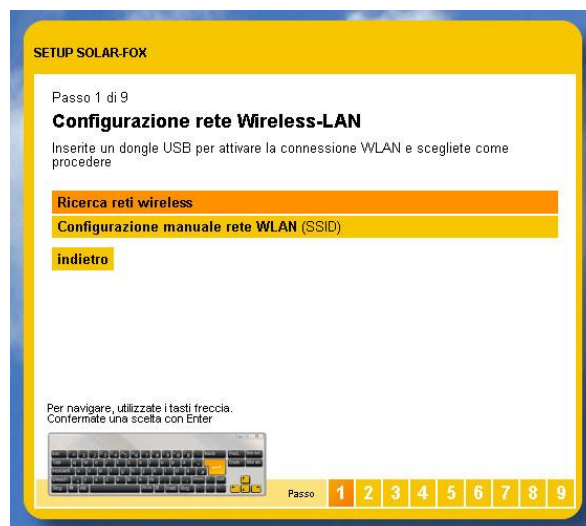 SETUP SOLAR-FOX
Passo 1 di 9
Configurazione rete Wireless-LAN
Inserite un dongle USB per attivare la connessione WLAN e scegliete come
procedere
Ricerca reti wireless
Configurazione manuale rete WLAN (SSID)
indietro
Per navigare, utilizzate i tasti freccia.
Confermate una scelta con Enter
Passo 1 2 3 4 5 6 7 8 9